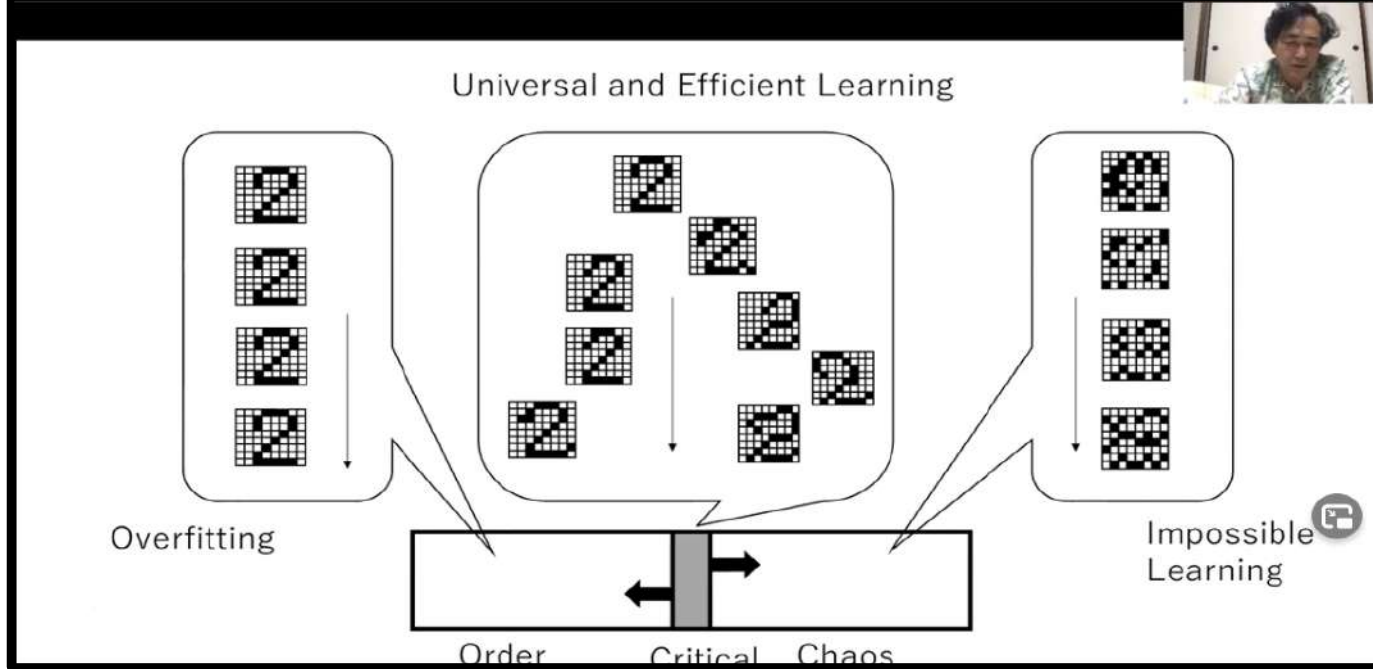 Universal and Efficient Learning
Overfitting
Impossible
Learning
Order
Critical
Chaos